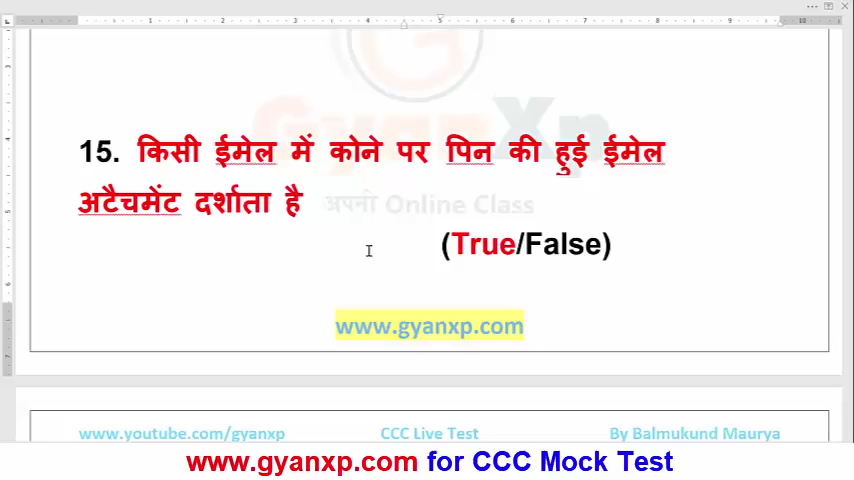 GyanXp
15. किसी ईमेल में कोने पर पिन की हुई ईमेल
अटैचमेंट दर्शाता है
अपनी Online Class
(True/False)
www.gyanxp.com
www.youtube.com/gyanxp CCC Live Test By Balmukund Maurya
www.gyanxp.com for CCC Mock Test